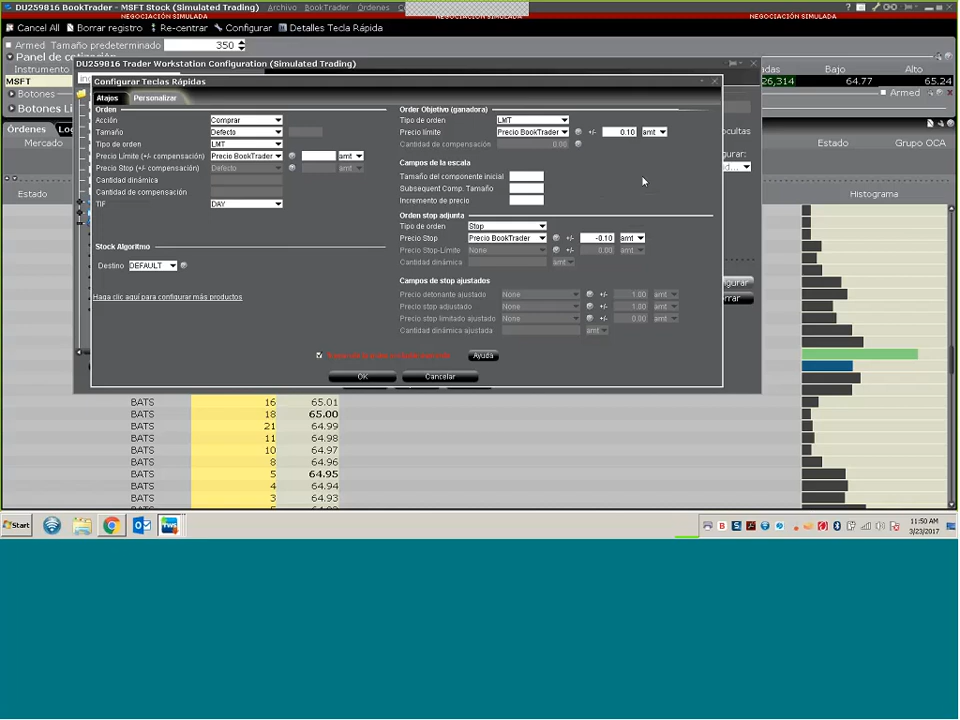 DU259816 BookTrader - MSFT Stock (Simulated Trading) Archivo BookTrader Órdenes
NEGOCIACIÓN SIMULADA NEGOCIACIÓN SIMULADA NEGOCIACIÓN SIMULADA
Cancel All Borrar registro Re-centrar Configurar Detalles Tecla Rápida
Armed Tamaño predeterminado 350
Panel de
DU259816 Trader Workstation Configuration (Simulated Trading)
Instrumento Bajo Alto
MSFT 26,314 64.77 65.24
Configurar Teclas Rápidas
Botones Armed
Atajos Personalizar
Botones
Orden
Acción Comprar
Tamaño Defecto
Tipo de orden LMT
Precio Límite (+/- compensación) Precio BookTrader amt
Precio Stop (+/- compensación) Defecto amt
Cantidad dinámica
Cantidad de compensación
TIF DAY
Stock Algoritmo
Destino DEFAULT
Haga clic aquí para configurar más productos
Order Objetivo (ganadora)
Tipo de orden LMT
Precio límite Precio BookTrader +/- 0.10 amt
Cantidad de compensación 0.00
Campos de la escala
Tamaño del componente inicial
Subsequent Comp. Tamaño
Incremento de precio
Orden stop adjunta
Tipo de orden Stop
Precio Stop Precio BookTrader +/- -0.10 amt
Precio Stop-Límite None +/- 0.00 amt
Cantidad dinámica amt
Campos de stop ajustados
Precio detonante ajustado None +/- 1.00 amt
Precio stop ajustado None +/- 1.00 amt
Precio stop limitado ajustado None +/- 0.00 amt
Cantidad dinámica ajustada amt
Ayuda
OK Cancelar
Órdenes
Mercado Estado Grupo OCA
Estado Histograma
BATS 16 65.01
BATS 18 65.00
BATS 21 64.99
BATS 11 64.98
BATS 10 64.97
BATS 8 64.96
BATS 5 64.95
BATS 4 64.94
BATS 3 64.93
Start TWS 11:50 AM
3/23/2017